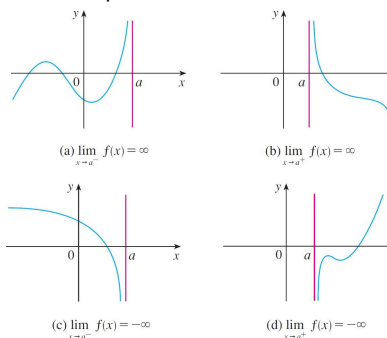 y
0
a
x
(a) lim f(x) = ∞
x→a⁻
y
0
a
(b) lim f(x) = ∞
x→a⁺
y
0
a
x
(c) lim f(x) = −∞
x→a⁻
y
0
a
(d) lim f(x) = −∞
x→a⁺